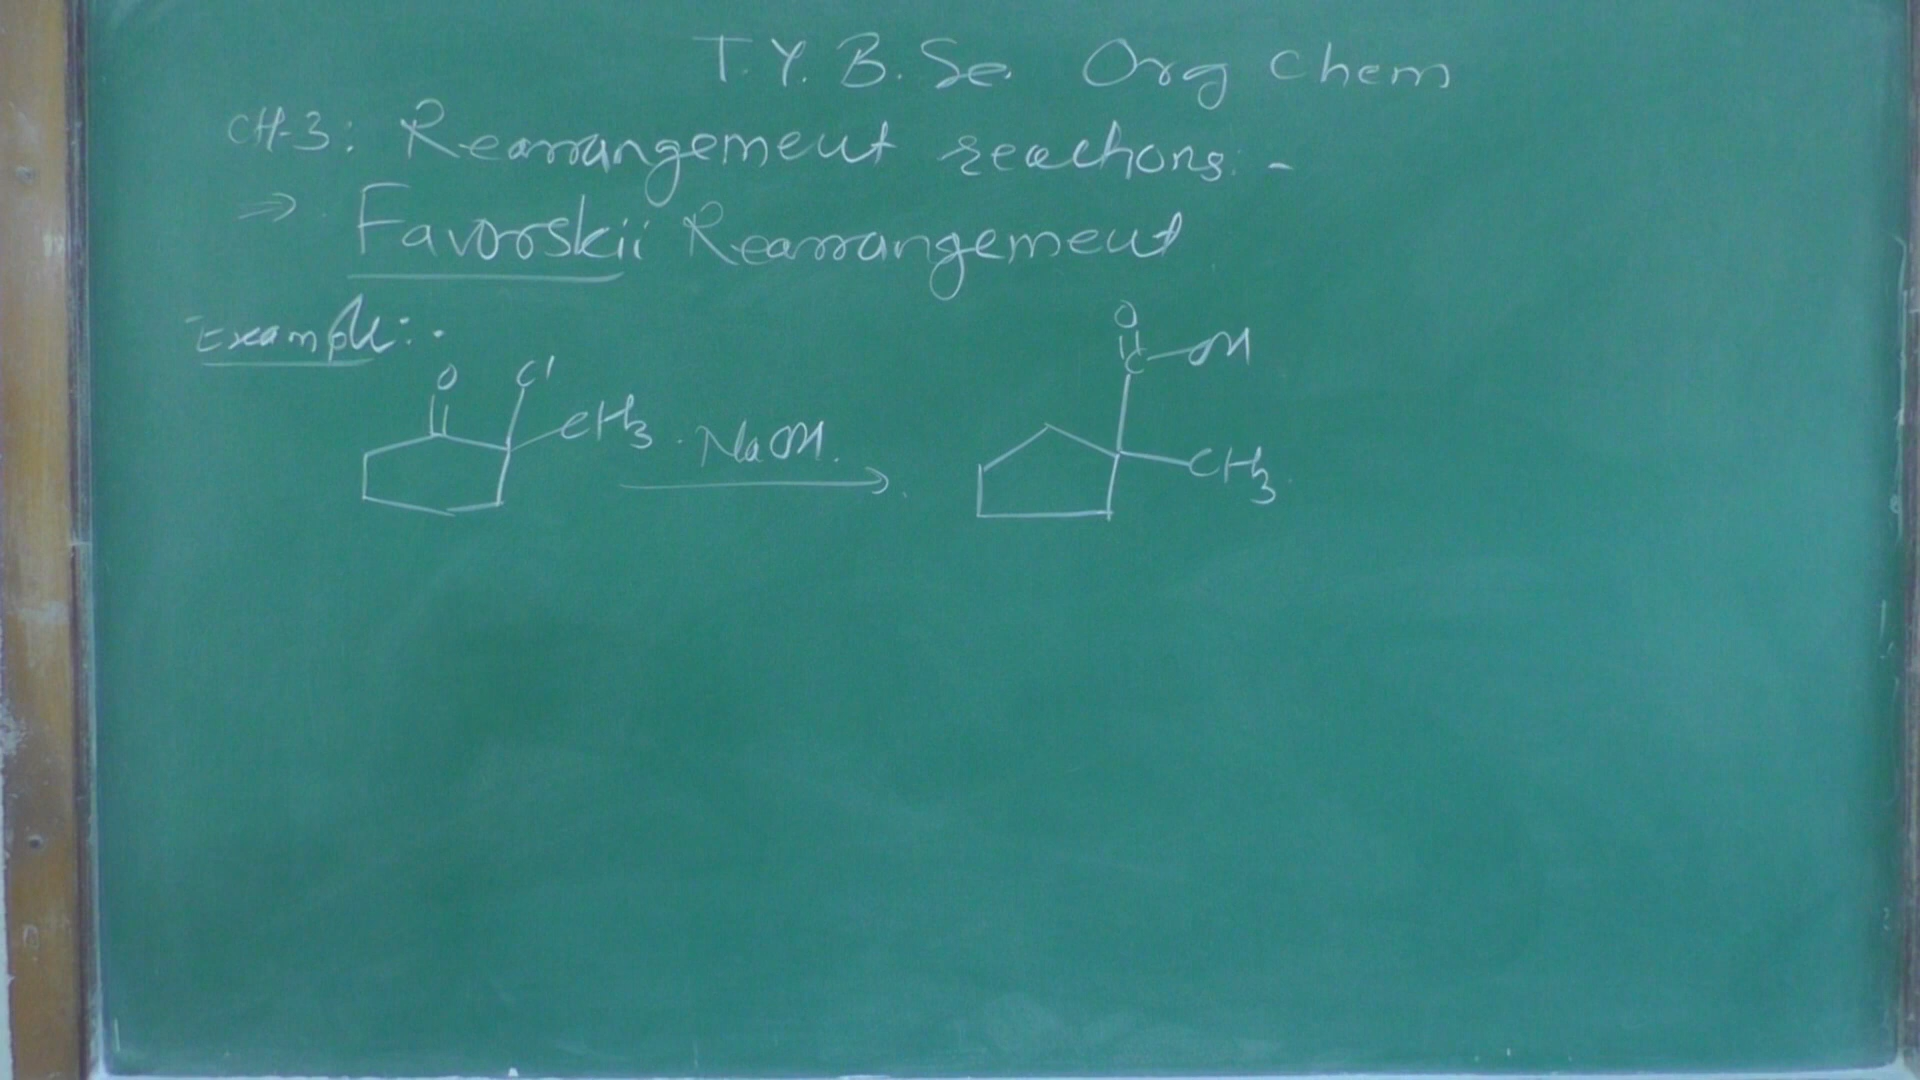 T.Y. B.Sc. Org Chem
CH-3: Rearrangement reactions: -
⇒ Favorskii Rearrangement
Example:-
O Cl
CH3 NaOH.
O
C OH
CH3